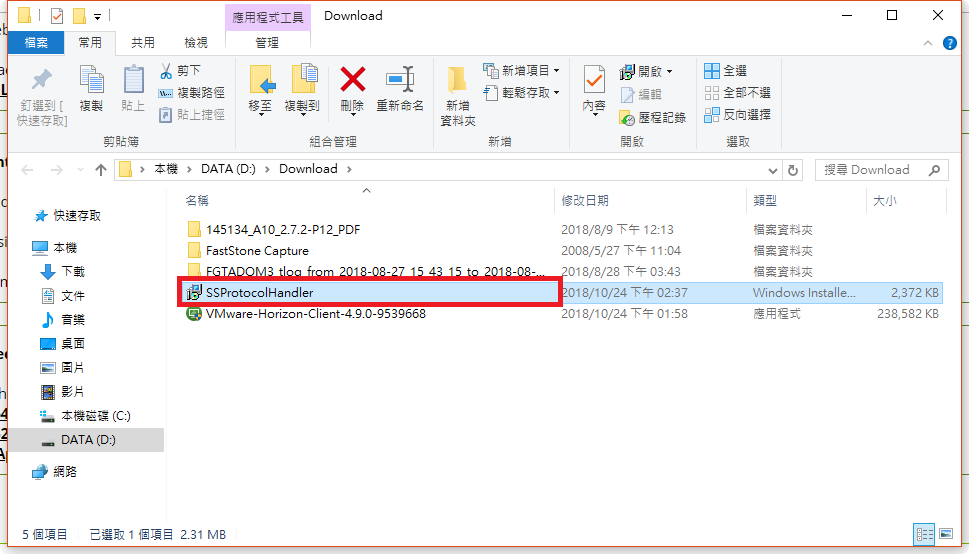 應用程式工具 Download
檔案 常用 共用 檢視 管理
釘選到 [快速存取]
複製
貼上
剪下
複製路徑
貼上捷徑
剪貼簿
移至
複製到
刪除
重新命名
組合管理
新增資料夾
新增項目
輕鬆存取
新增
內容
開啟
編輯
歷程記錄
開啟
全選
全部不選
反向選擇
選取
本機 > DATA (D:) > Download >
搜尋 Download
名稱 修改日期 類型 大小
145134_A10_2.7.2-P12_PDF 2018/8/9 下午 12:13 檔案資料夾
FastStone Capture 2008/5/27 下午 11:04 檔案資料夾
FGTADOM3_tlog_from_2018-08-27_15_43_15_to_2018-08-... 2018/8/28 下午 03:43 檔案資料夾
SSProtocolHandler 2018/10/24 下午 02:37 Windows Installe... 2,372 KB
VMware-Horizon-Client-4.9.0-9539668 2018/10/24 下午 01:58 應用程式 238,582 KB
快速存取
本機
下載
文件
音樂
桌面
圖片
影片
本機磁碟 (C:)
DATA (D:)
網路
5 個項目 已選取 1 個項目 2.31 MB